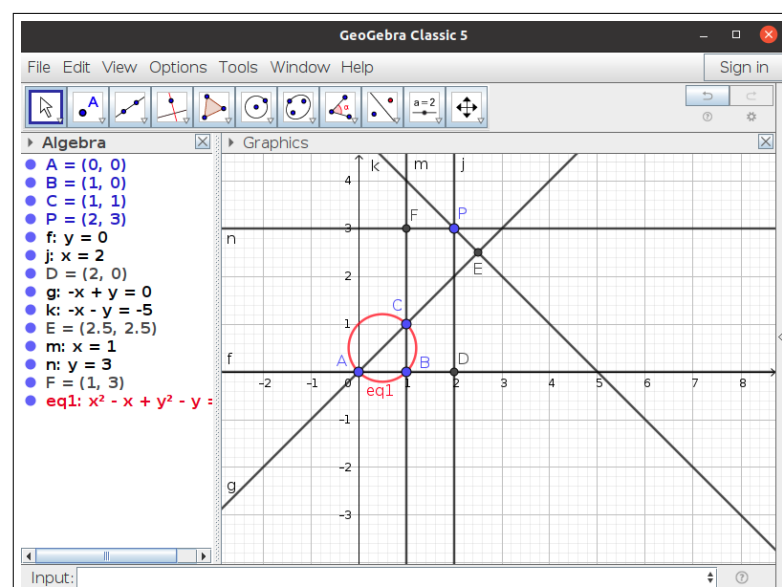 GeoGebra Classic 5
File Edit View Options Tools Window Help
Sign in
A
α
a=2
Algebra
A = (0, 0)
B = (1, 0)
C = (1, 1)
P = (2, 3)
f: y = 0
j: x = 2
D = (2, 0)
g: -x + y = 0
k: -x - y = -5
E = (2.5, 2.5)
m: x = 1
n: y = 3
F = (1, 3)
eq1: x² - x + y² - y =
Graphics
k m j
4
F P
3
n
E
2
C
1
f
A B D
-2 -1 0 1 2 3 4 5 6 7 8
eq1
-1
-2
g
-3
Input: